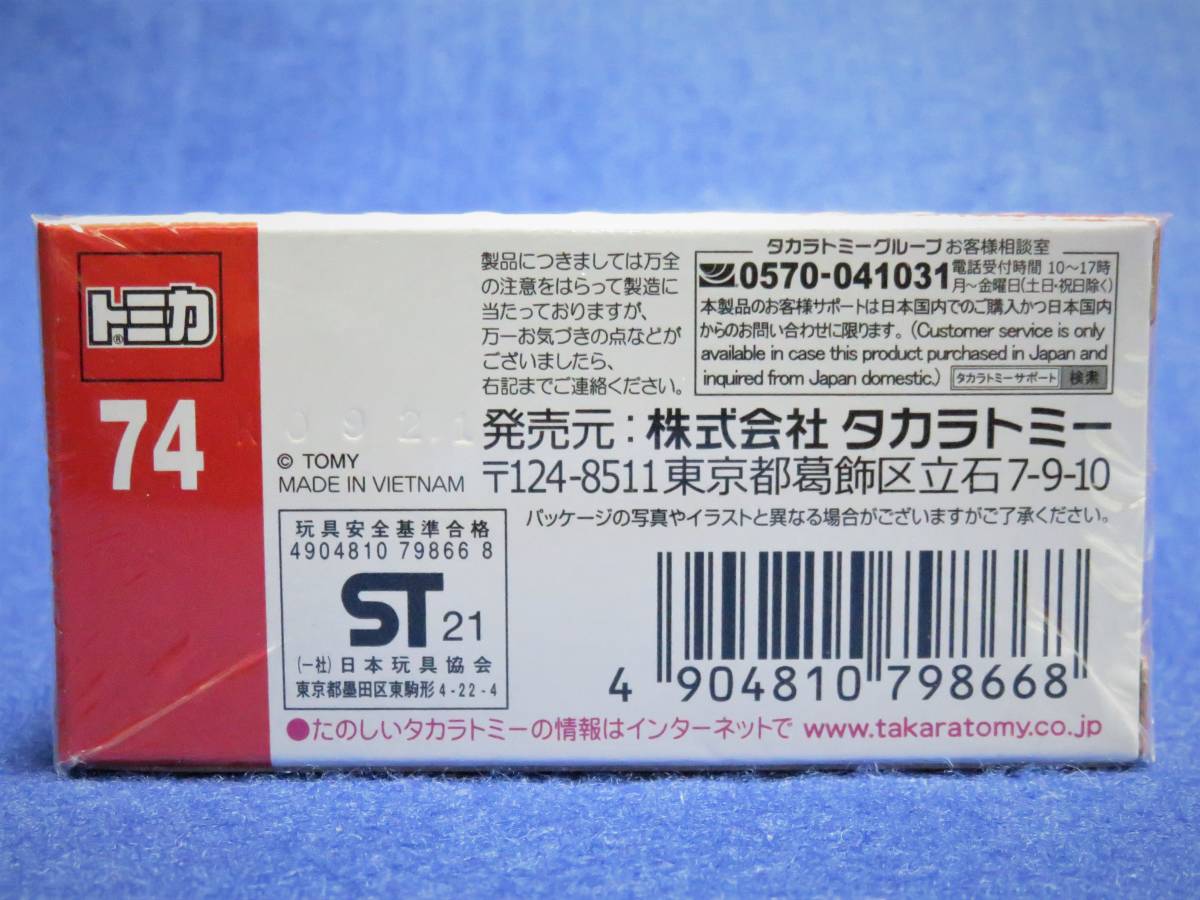 トミカ®
74
製品につきましては万全
の注意をはらって製造に
当たっておりますが、
万一お気づきの点などが
ございましたら、
右記までご連絡ください。
タカラトミーグループ お客様相談室
0570-041031 電話受付時間 10～17時
月～金曜日(土日・祝日除く)
本製品のお客様サポートは日本国内でのご購入かつ日本国内
からのお問い合わせに限ります。(Customer service is only
available in case this product purchased in Japan and
inquired from Japan domestic.) タカラトミーサポート 検索
発売元：株式会社 タカラトミー
〒124-8511 東京都葛飾区立石7-9-10
© TOMY
MADE IN VIETNAM
パッケージの写真やイラストと異なる場合がございますがご了承ください。
玩具安全基準合格
4904810 79866 8
ST 21
(一社)日本玩具協会
東京都墨田区東駒形4-22-4
4 904810 798668
●たのしいタカラトミーの情報はインターネットで www.takaratomy.co.jp